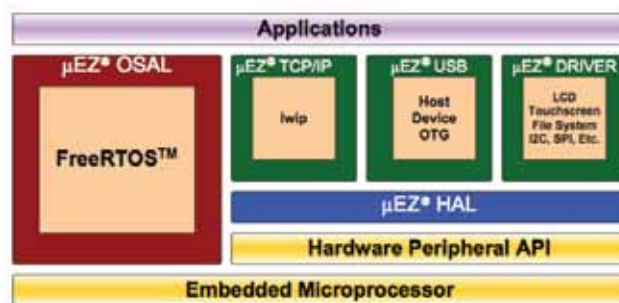 Applications
µEZ® OSAL
FreeRTOS™
µEZ® TCP/IP
lwip
µEZ® USB
Host
Device
OTG
µEZ® DRIVER
LCD
Touchscreen
File System
I2C, SPI, Etc.
µEZ® HAL
Hardware Peripheral API
Embedded Microprocessor